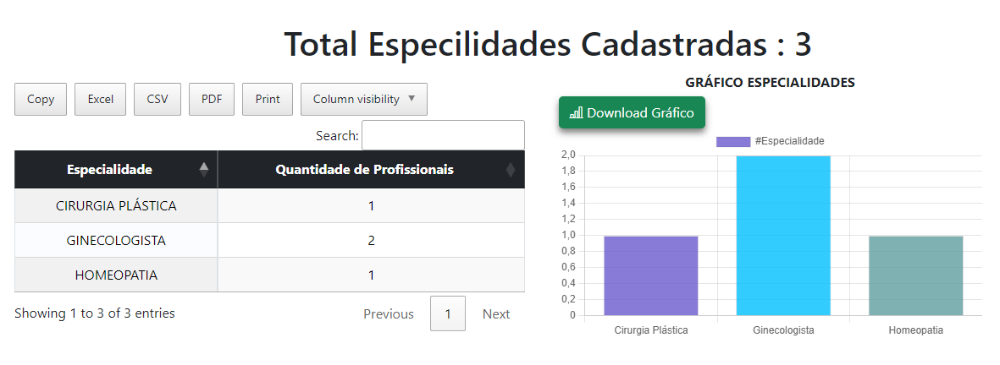 Total Especilidades Cadastradas : 3
Copy Excel CSV PDF Print Column visibility
Search:
Especialidade Quantidade de Profissionais
CIRURGIA PLÁSTICA 1
GINECOLOGISTA 2
HOMEOPATIA 1
Showing 1 to 3 of 3 entries Previous 1 Next
GRÁFICO ESPECIALIDADES
Download Gráfico
#Especialidade
2,0
1,8
1,6
1,4
1,2
1,0
0,8
0,6
0,4
0,2
0
Cirurgia Plástica Ginecologista Homeopatia